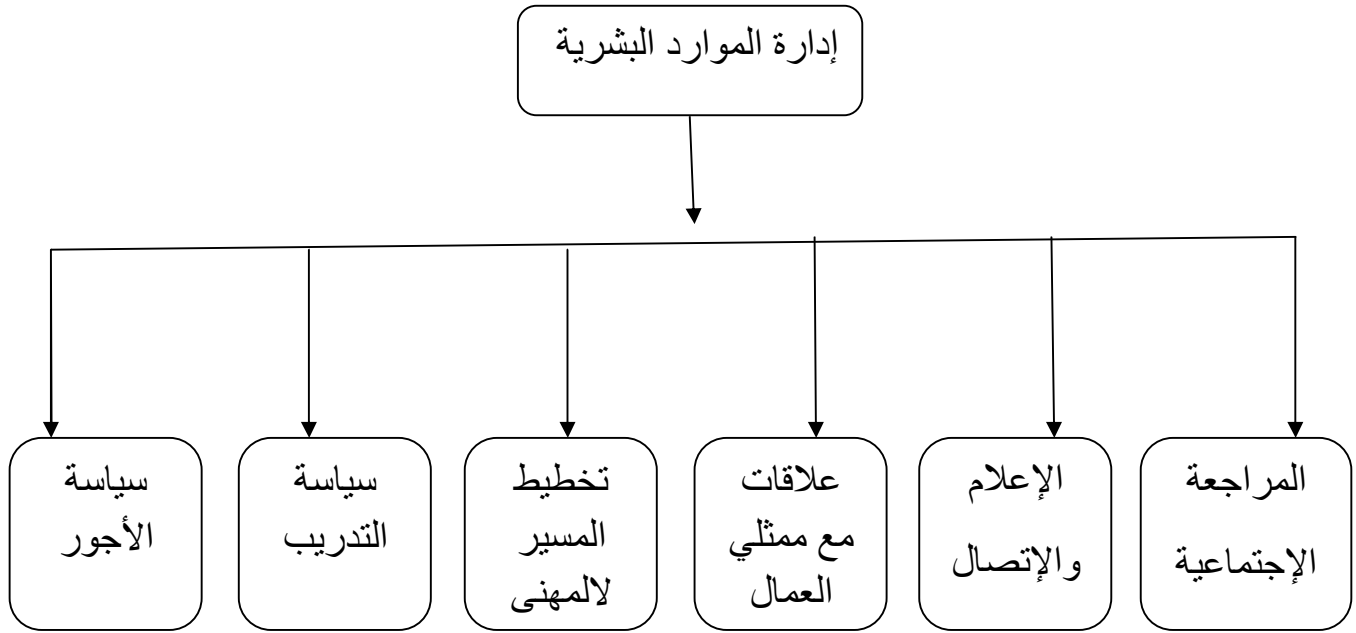 إدارة الموارد البشرية
المراجعة
الإجتماعية
الإعلام
والإتصال
علاقات
مع ممثلي
العمال
تخطيط
المسير
لالمهنى
سياسة
التدريب
سياسة
الأجور